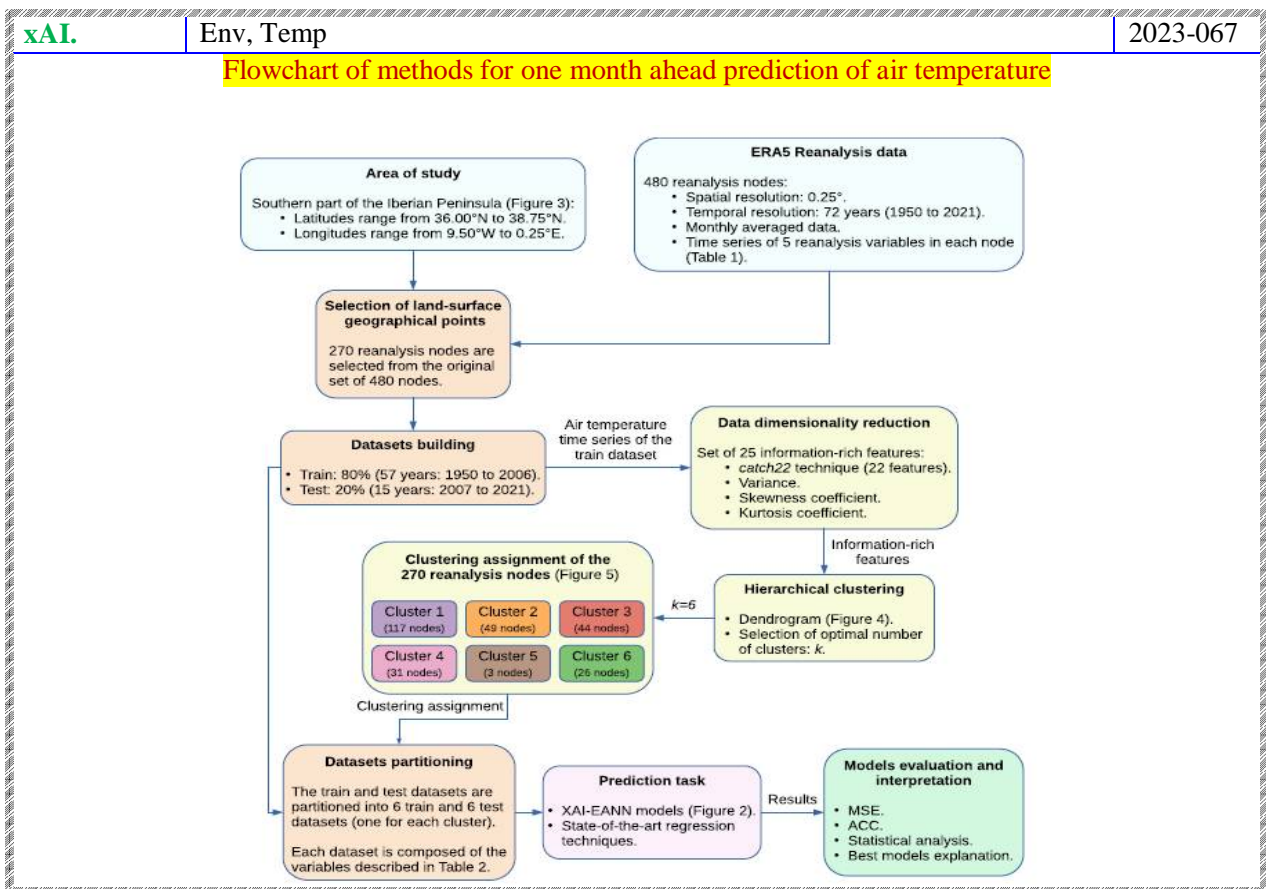 xAI.
Env, Temp
2023-067
Flowchart of methods for one month ahead prediction of air temperature
Area of study
Southern part of the Iberian Peninsula (Figure 3):
• Latitudes range from 36.00°N to 38.75°N.
• Longitudes range from 9.50°W to 0.25°E.
ERA5 Reanalysis data
480 reanalysis nodes:
• Spatial resolution: 0.25°.
• Temporal resolution: 72 years (1950 to 2021).
• Monthly averaged data.
• Time series of 5 reanalysis variables in each node
(Table 1).
Selection of land-surface
geographical points
270 reanalysis nodes are
selected from the original
set of 480 nodes.
Datasets building
• Train: 80% (57 years: 1950 to 2006).
• Test: 20% (15 years: 2007 to 2021).
Air temperature
time series of the
train dataset
Data dimensionality reduction
Set of 25 information-rich features:
• catch22 technique (22 features).
• Variance.
• Skewness coefficient.
• Kurtosis coefficient.
Information-rich
features
Hierarchical clustering
• Dendrogram (Figure 4).
• Selection of optimal number
of clusters: k.
k=6
Clustering assignment of the
270 reanalysis nodes (Figure 5)
Cluster 1
(117 nodes)
Cluster 2
(49 nodes)
Cluster 3
(44 nodes)
Cluster 4
(31 nodes)
Cluster 5
(3 nodes)
Cluster 6
(26 nodes)
Clustering assignment
Datasets partitioning
The train and test datasets are
partitioned into 6 train and 6 test
datasets (one for each cluster).
Each dataset is composed of the
variables described in Table 2.
Prediction task
• XAI-EANN models (Figure 2).
• State-of-the-art regression
techniques.
Results
Models evaluation and
interpretation
• MSE.
• ACC.
• Statistical analysis.
• Best models explanation.